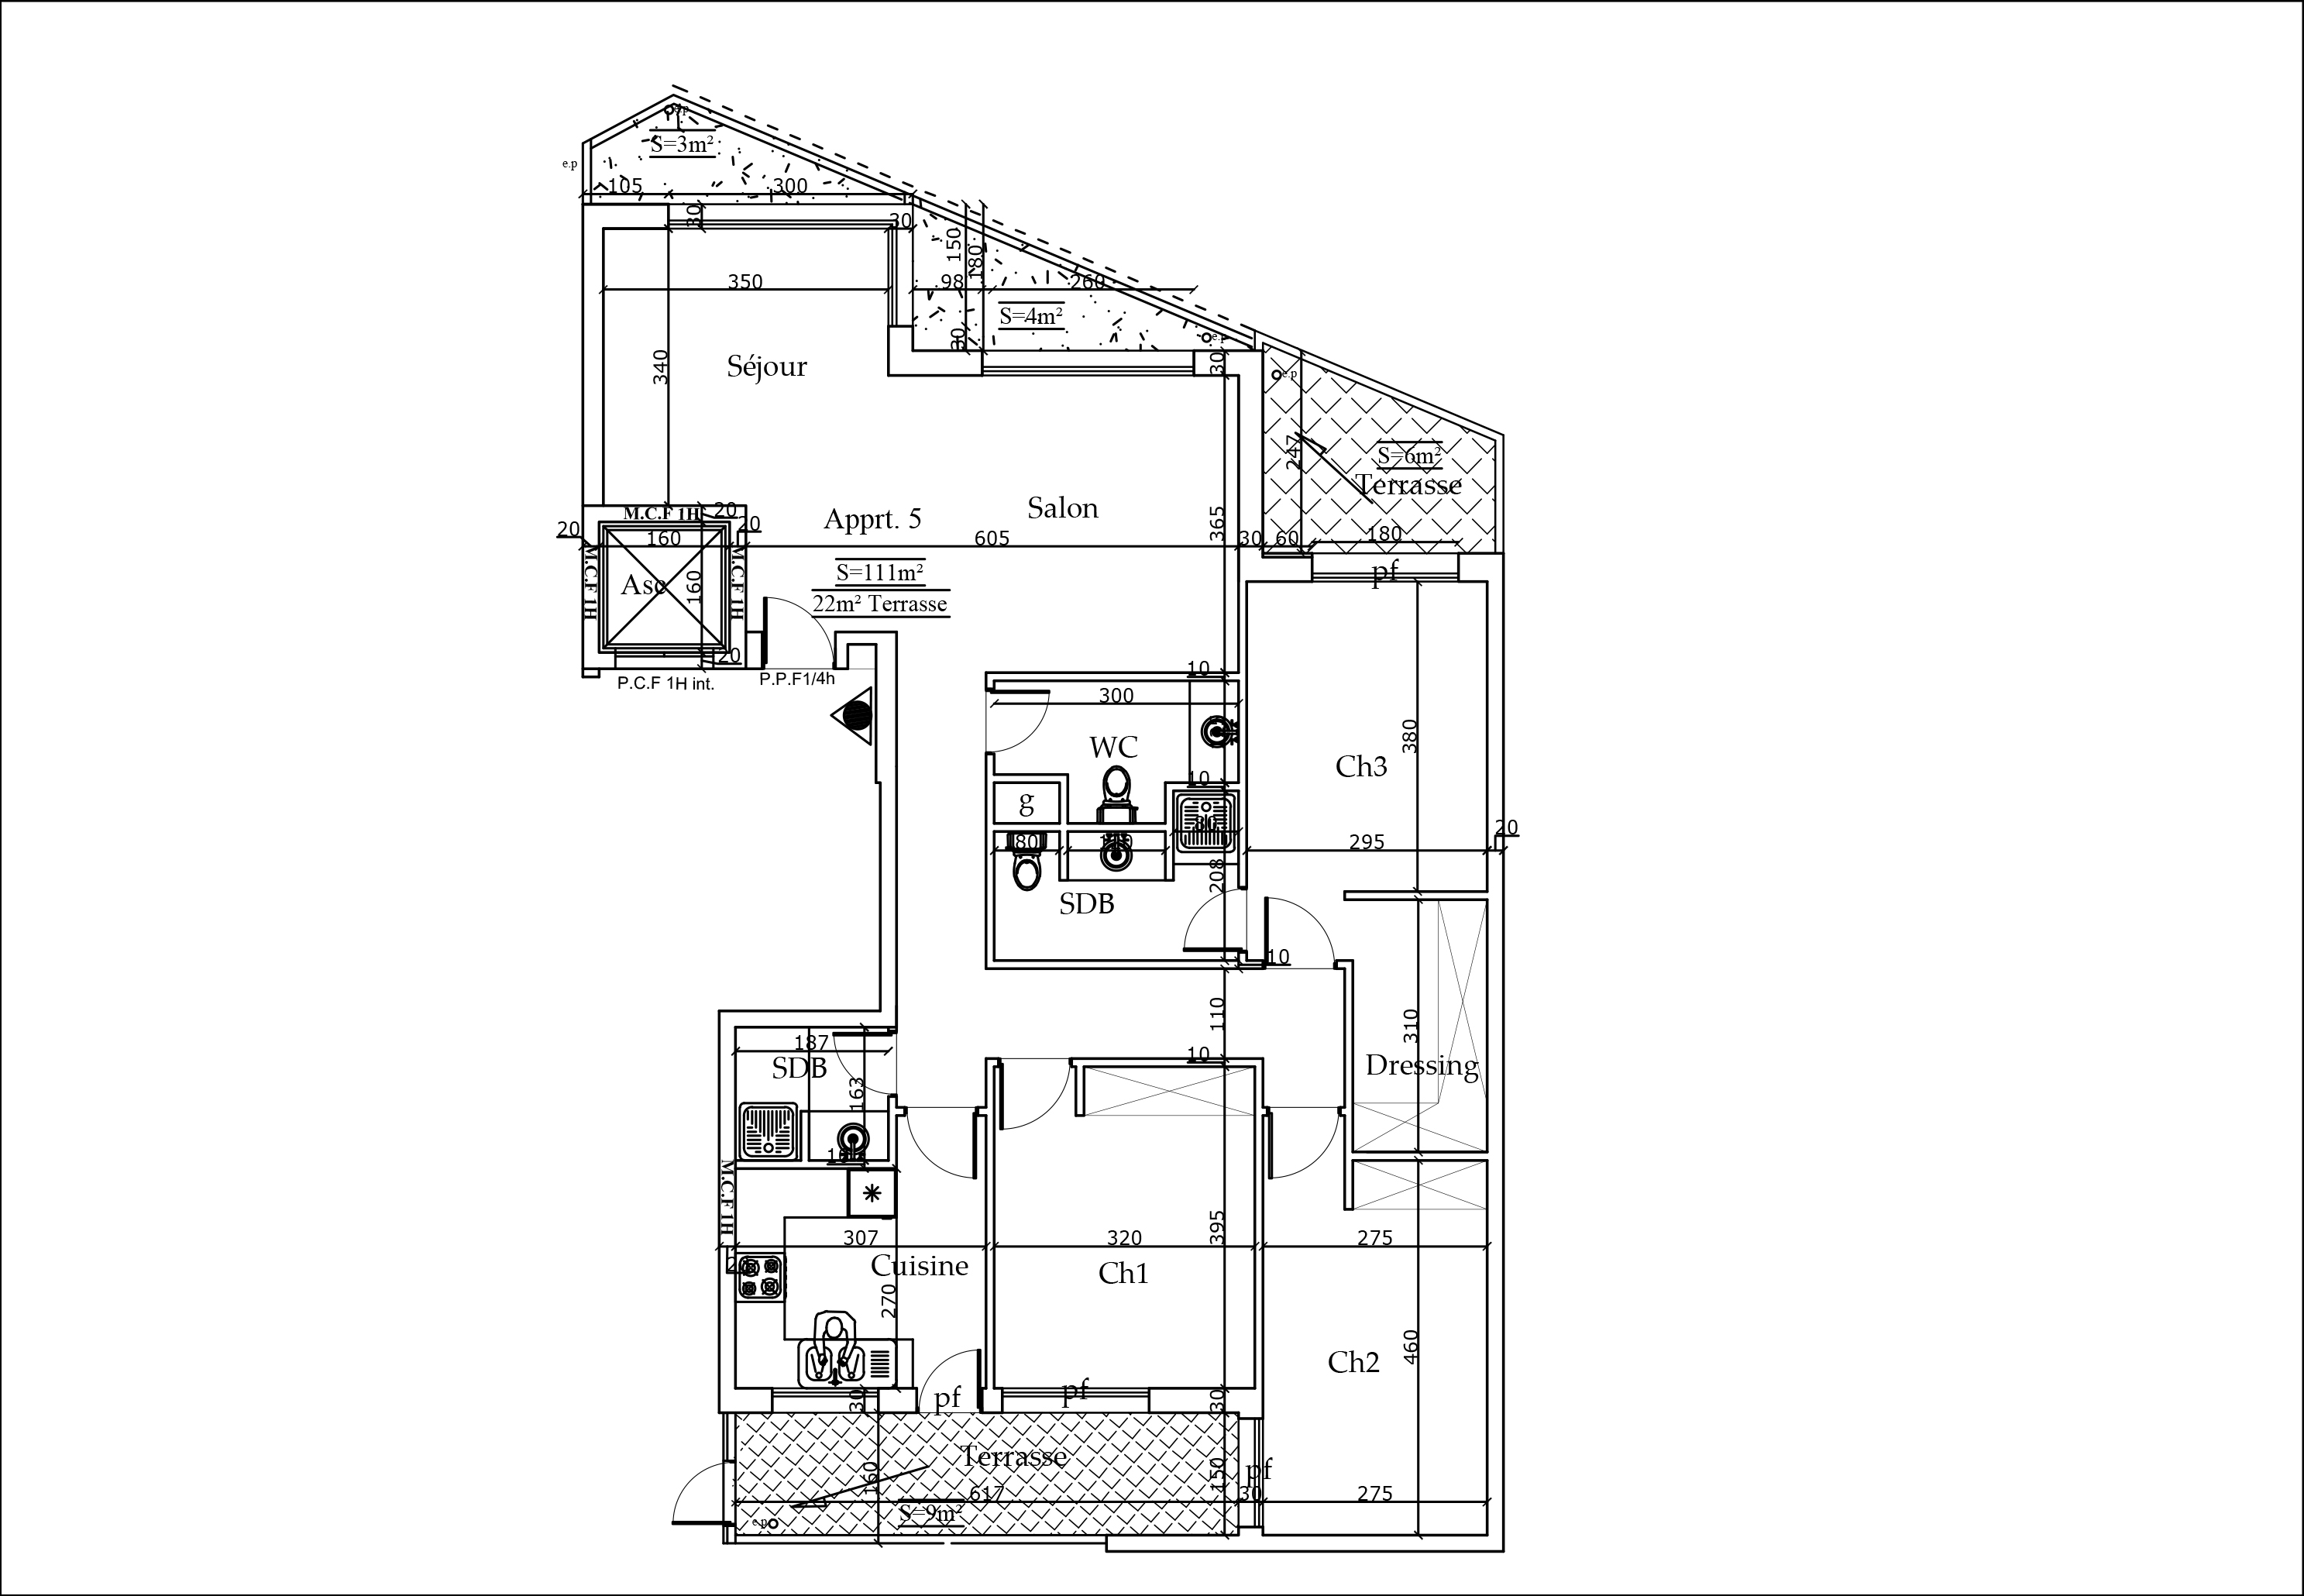 e.p
S=3m²
e.p
105
300
30
30
150
180
350
98
260
S=4m²
30
e.p
30
e.p
340
Séjour
247
S=6m²
Terrasse
365
Salon
M.C.F 1H
20
20
Apprt. 5
20
160
605
30
60
180
M.C.F 1H
Asc
160
M.C.F 1H
S=111m²
22m² Terrasse
pf
20
P.C.F 1H int.
P.P.F1/4h
10
300
WC
380
Ch3
10
g
80
80
295
20
208
SDB
10
110
310
187
SDB
10
Dressing
163
M.C.F 1H
307
395
320
275
Cuisine
Ch1
270
460
Ch2
30
pf
pf
30
Terrasse
160
150
pf
617
30
275
S=9m²
e.p